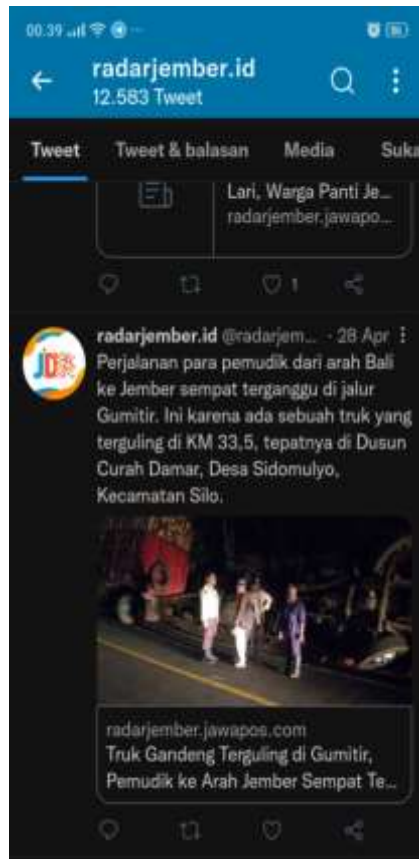 00.39
radarjember.id
12.583 Tweet
Tweet Tweet & balasan Media Suka
Lari, Warga Panti Je...
radarjember.jawapo...
1
radarjember.id @radarjem... · 28 Apr
Perjalanan para pemudik dari arah Bali
ke Jember sempat terganggu di jalur
Gumitir. Ini karena ada sebuah truk yang
terguling di KM 33,5, tepatnya di Dusun
Curah Damar, Desa Sidomulyo,
Kecamatan Silo.
radarjember.jawapos.com
Truk Gandeng Terguling di Gumitir,
Pemudik ke Arah Jember Sempat Te...